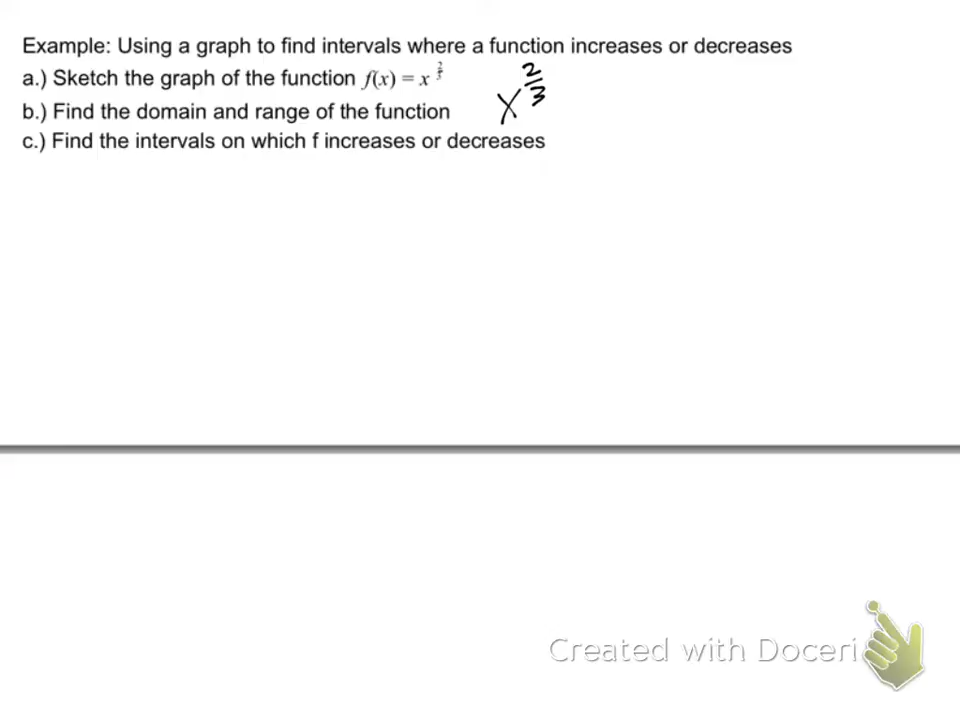 Example: Using a graph to find intervals where a function increases or decreases
a.) Sketch the graph of the function f(x) = x^(2/3)
x^(2/3)
b.) Find the domain and range of the function
c.) Find the intervals on which f increases or decreases
Created with Doceri